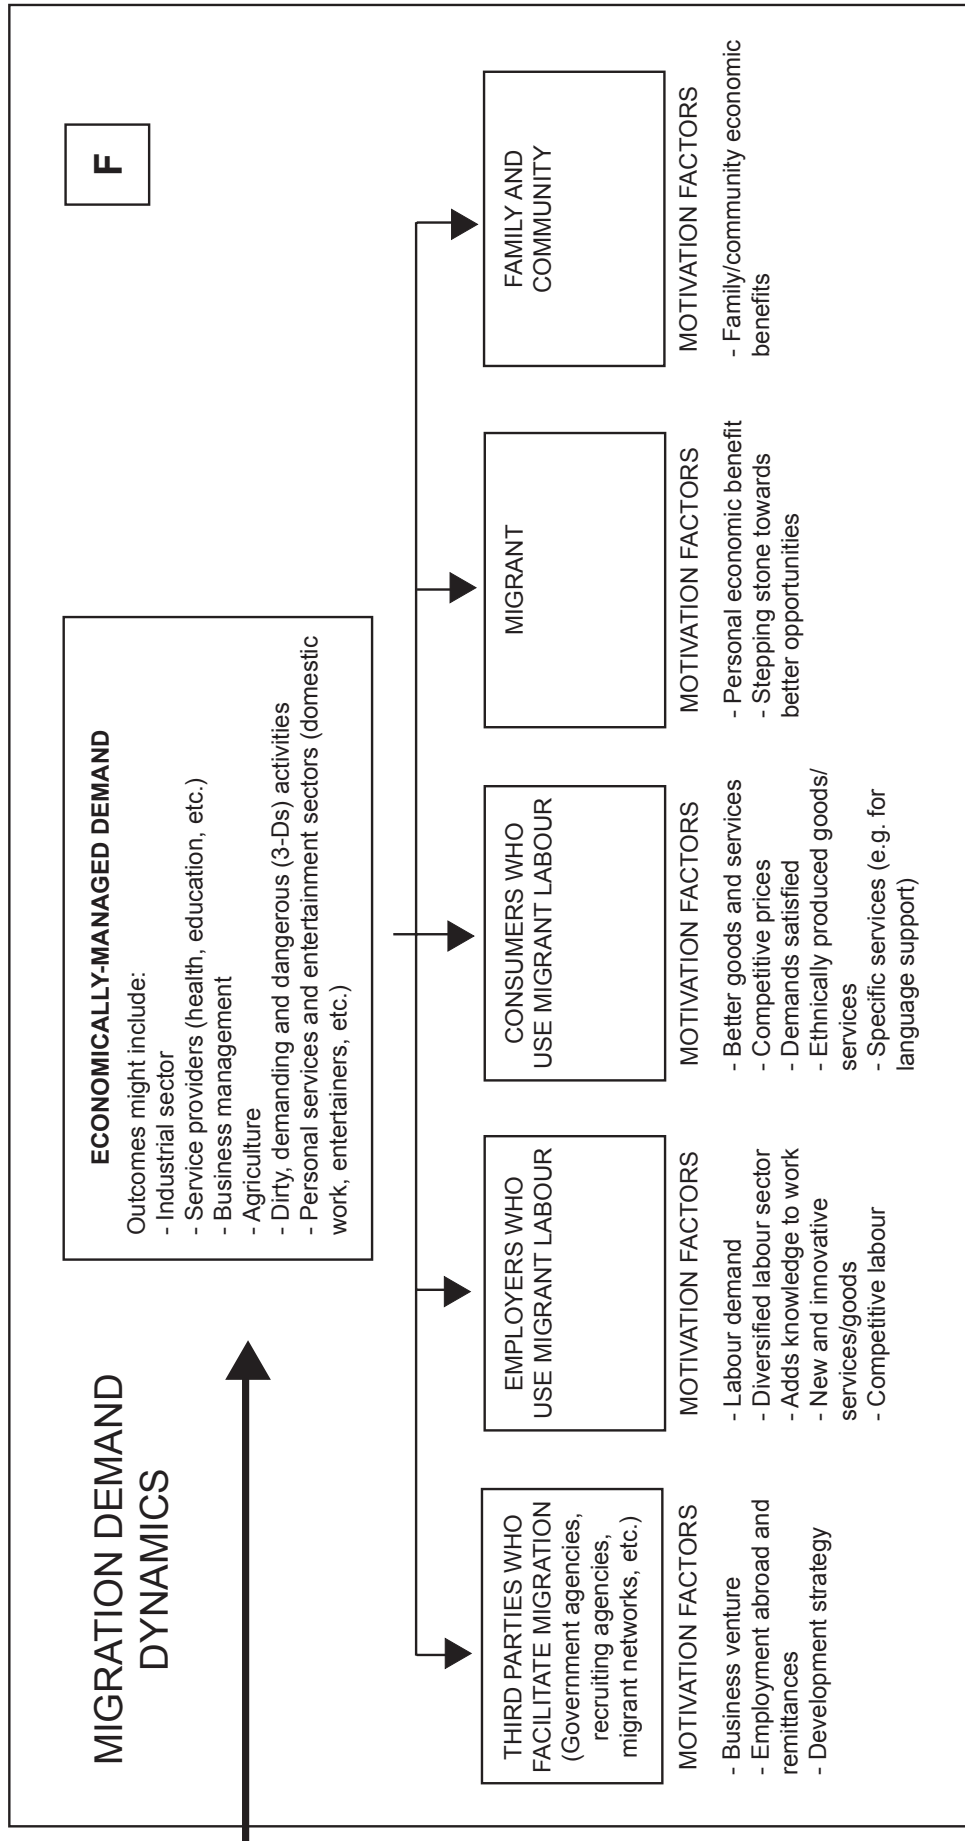 MIGRATION DEMAND
DYNAMICS
F
ECONOMICALLY-MANAGED DEMAND
Outcomes might include:
- Industrial sector
- Service providers (health, education, etc.)
- Business management
- Agriculture
- Dirty, demanding and dangerous (3-Ds) activities
- Personal services and entertainment sectors (domestic
work, entertainers, etc.)
THIRD PARTIES WHO
FACILITATE MIGRATION
(Government agencies,
recruiting agencies,
migrant networks, etc.)
MOTIVATION FACTORS
- Business venture
- Employment abroad and
remittances
- Development strategy
EMPLOYERS WHO
USE MIGRANT LABOUR
MOTIVATION FACTORS
- Labour demand
- Diversified labour sector
- Adds knowledge to work
- New and innovative
services/goods
- Competitive labour
CONSUMERS WHO
USE MIGRANT LABOUR
MOTIVATION FACTORS
- Better goods and services
- Competitive prices
- Demands satisfied
- Ethnically produced goods/
services
- Specific services (e.g. for
language support)
MIGRANT
MOTIVATION FACTORS
- Personal economic benefit
- Stepping stone towards
better opportunities
FAMILY AND
COMMUNITY
MOTIVATION FACTORS
- Family/community economic
benefits